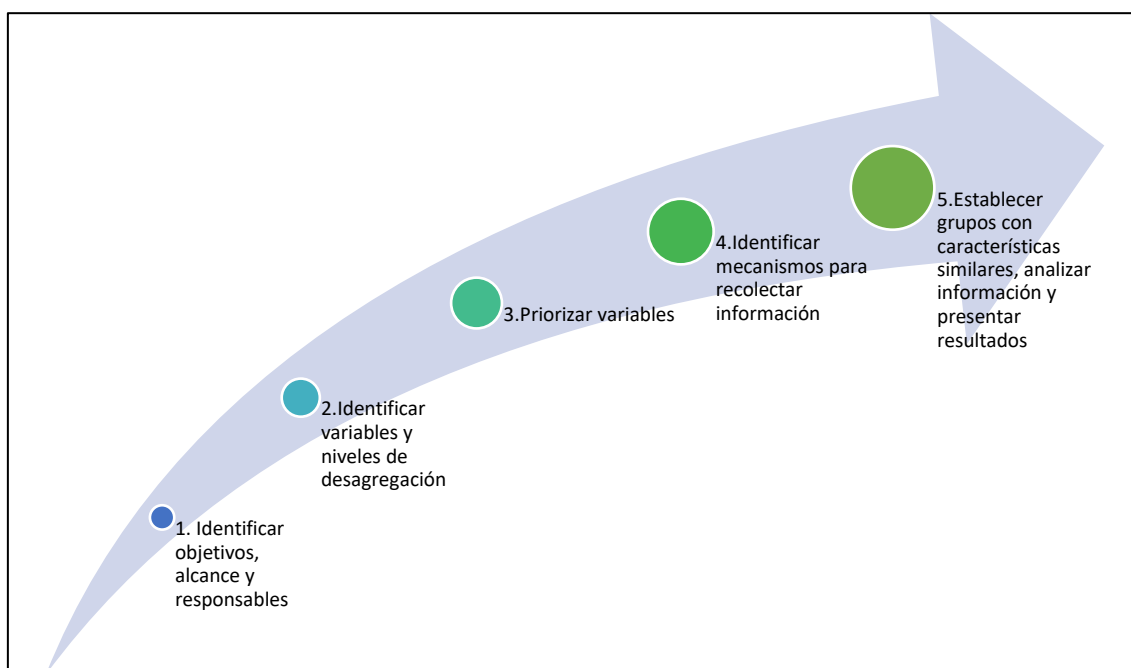 1. Identificar
objetivos,
alcance y
responsables
2.Identificar
variables y
niveles de
desagregación
3.Priorizar variables
4.Identificar
mecanismos para
recolectar
información
5.Establecer
grupos con
características
similares, analizar
información y
presentar
resultados